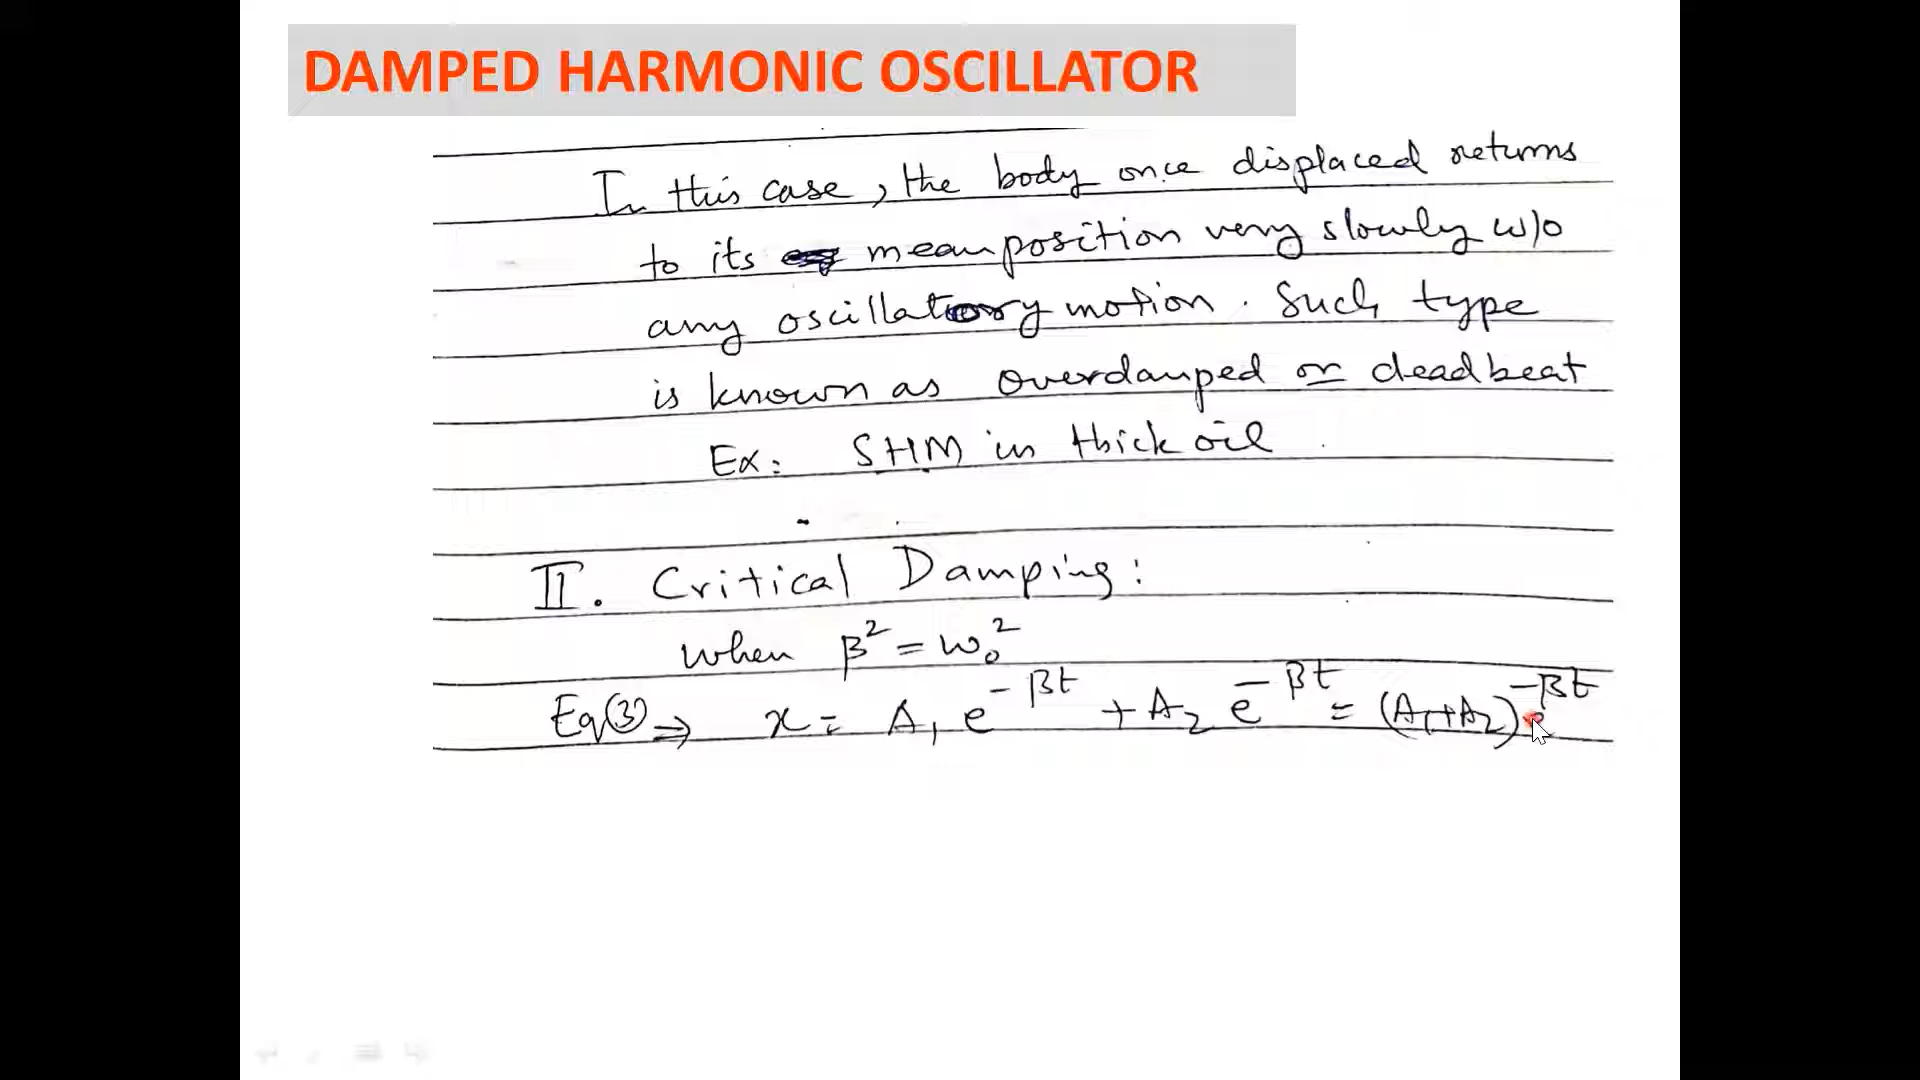 DAMPED HARMONIC OSCILLATOR
In this case, the body once displaced returns
to its mean position very slowly w/o
any oscillatory motion. Such type
is known as overdamped or deadbeat
Ex: SHM in thick oil.
II. Critical Damping:
when β² = ω₀²
Eq(3) ⇒ x = A₁ e^-βt + A₂ e^-βt = (A₁+A₂) e^-βt